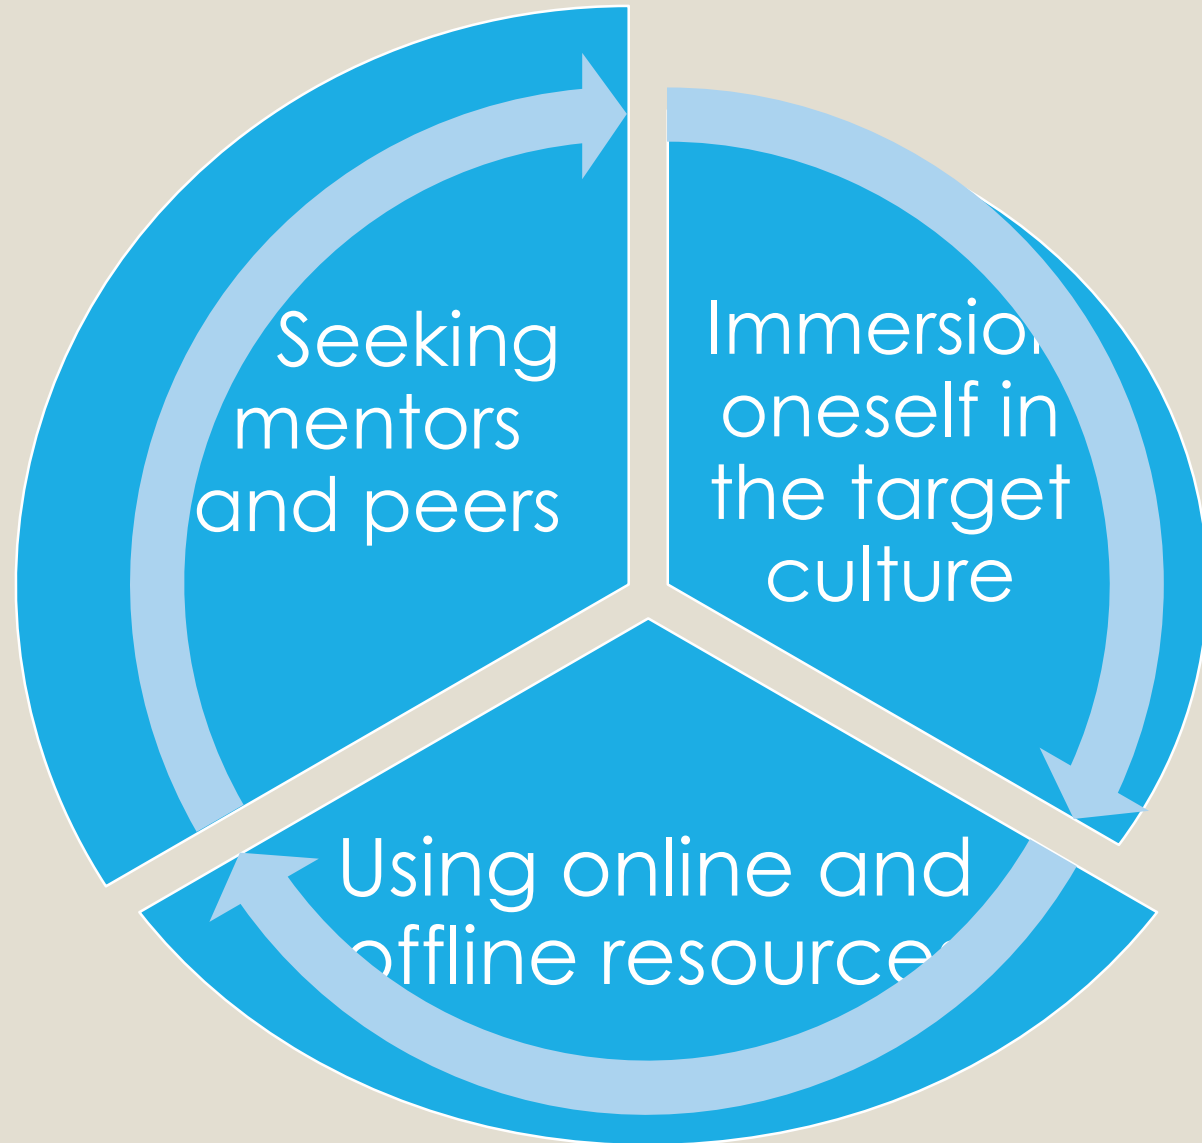 Seeking
mentors
and peers
Immersion
oneself in
the target
culture
Using online and
offline resources